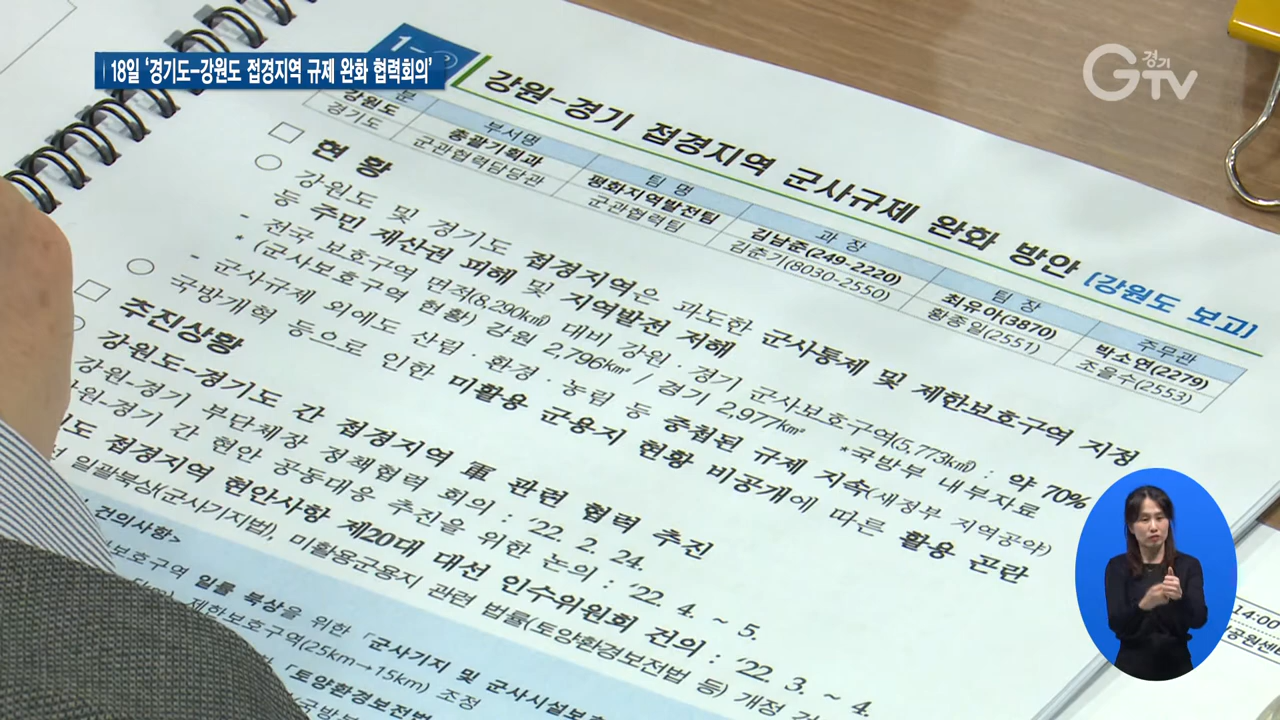 18일 ‘경기도-강원도 접경지역 규제 완화 협력회의’
경기
GTV
강원-경기 접경지역 군사규제 완화 방안 (강원도 보고)
분 부서명 팀 명 과 장 팀 장 주무관
강원도 총괄기획과 평화지역발전팀 김남준(249-2220) 최유아(3870) 박소연(2279)
경기도 군관협력담당관 군관협력팀 김준기(8030-2550) 황종일(2551) 조을수(2553)
□ 현 황
○ 강원도 및 경기도 접경지역은 과도한 군사통제 및 제한보호구역 지정
등 주민 재산권 피해 및 지역발전 저해
- 전국 보호구역 면적(8,290㎢) 대비 강원·경기 군사보호구역(5,773㎢) : 약 70%
* (군사보호구역 현황) 강원 2,796㎢ / 경기 2,977㎢ *국방부 내부자료
- 군사규제 외에도 산림·환경·농림 등 중첩된 규제 지속(새정부 지역공약)
○ 국방개혁 등으로 인한 미활용 군용지 현황 비공개에 따른 활용 곤란
□ 추진상황
○ 강원도-경기도 간 접경지역 軍 관련 협력 추진
강원-경기 부단체장 정책협력 회의 : ‘22. 2. 24.
강원-경기 간 현안 공동대응 추진을 위한 논의 : ‘22. 4. ~ 5.
접경지역 현안사항 제20대 대선 인수위원회 건의 : ‘22. 3. ~ 4.
일괄북상(군사기지법), 미활용군용지 관련 법률(토양환경보전법 등) 개정
건의사항>
보호구역 일률 북상을 위한 「군사기지 및 군사시설보호
제한보호구역(25km→15km) 조정
「토양환경보전법
14:00